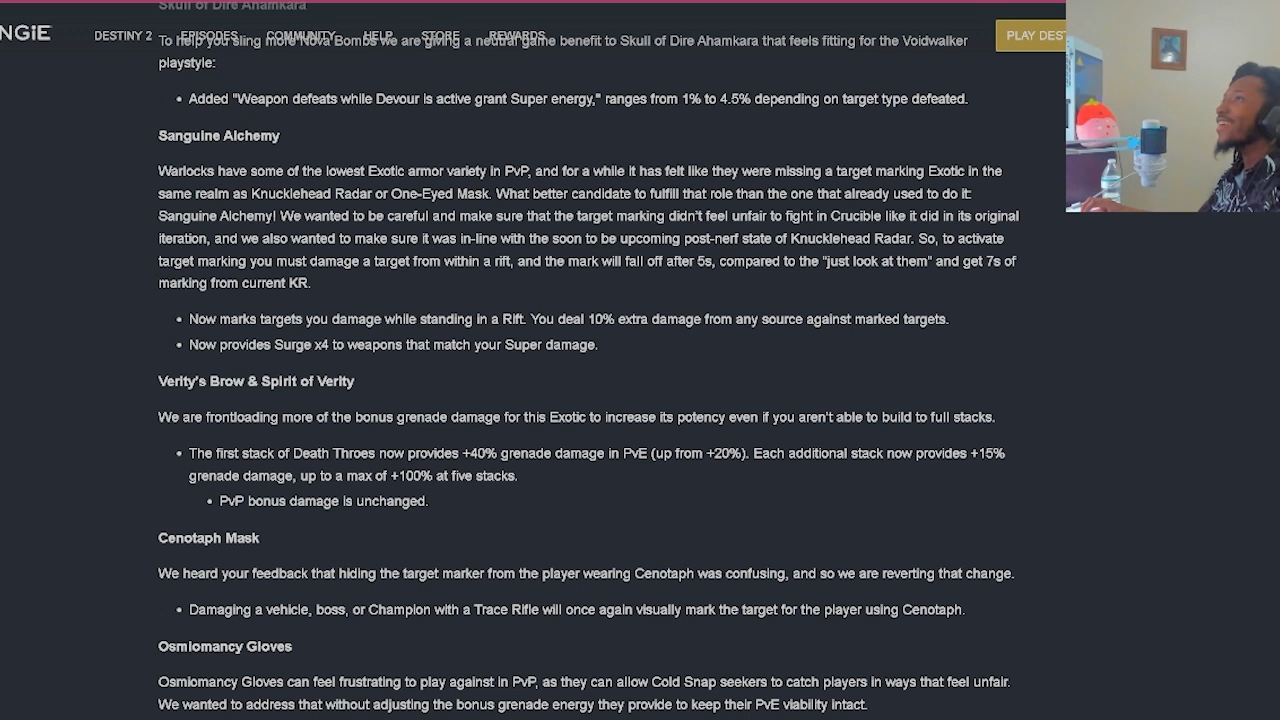 Skull of Dire Ahamkara
NGIE DESTINY 2 EPISODES COMMUNITY HELP STORE REWARDS PLAY DEST
To help you sling more Nova Bombs we are giving a neutral game benefit to Skull of Dire Ahamkara that feels fitting for the Voidwalker
playstyle:
• Added "Weapon defeats while Devour is active grant Super energy," ranges from 1% to 4.5% depending on target type defeated.
Sanguine Alchemy
Warlocks have some of the lowest Exotic armor variety in PvP, and for a while it has felt like they were missing a target marking Exotic in the
same realm as Knucklehead Radar or One-Eyed Mask. What better candidate to fulfill that role than the one that already used to do it:
Sanguine Alchemy! We wanted to be careful and make sure that the target marking didn't feel unfair to fight in Crucible like it did in its original
iteration, and we also wanted to make sure it was in-line with the soon to be upcoming post-nerf state of Knucklehead Radar. So, to activate
target marking you must damage a target from within a rift, and the mark will fall off after 5s, compared to the "just look at them" and get 7s of
marking from current KR.
• Now marks targets you damage while standing in a Rift. You deal 10% extra damage from any source against marked targets.
• Now provides Surge x4 to weapons that match your Super damage.
Verity's Brow & Spirit of Verity
We are frontloading more of the bonus grenade damage for this Exotic to increase its potency even if you aren't able to build to full stacks.
• The first stack of Death Throes now provides +40% grenade damage in PvE (up from +20%). Each additional stack now provides +15%
grenade damage, up to a max of +100% at five stacks.
• PvP bonus damage is unchanged.
Cenotaph Mask
We heard your feedback that hiding the target marker from the player wearing Cenotaph was confusing, and so we are reverting that change.
• Damaging a vehicle, boss, or Champion with a Trace Rifle will once again visually mark the target for the player using Cenotaph.
Osmiomancy Gloves
Osmiomancy Gloves can feel frustrating to play against in PvP, as they can allow Cold Snap seekers to catch players in ways that feel unfair.
We wanted to address that without adjusting the bonus grenade energy they provide to keep their PvE viability intact.